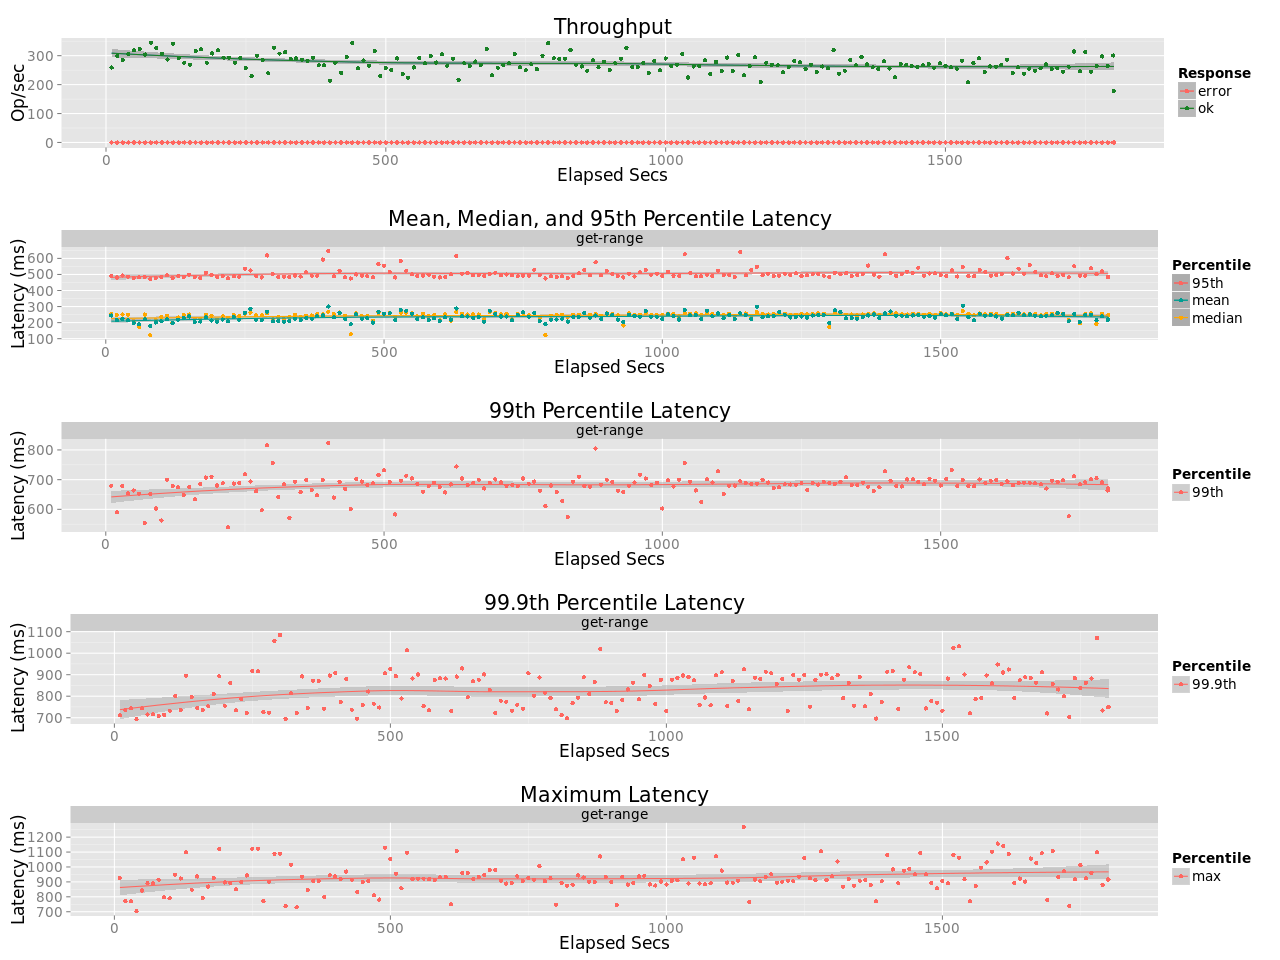 Throughput
Op/sec
300
200
100
0
0 500 1000 1500
Elapsed Secs
Response
error
ok
Mean, Median, and 95th Percentile Latency
get-range
Latency (ms)
600
500
400
300
200
100
0 500 1000 1500
Elapsed Secs
Percentile
95th
mean
median
99th Percentile Latency
get-range
Latency (ms)
800
700
600
0 500 1000 1500
Elapsed Secs
Percentile
99th
99.9th Percentile Latency
get-range
Latency (ms)
1100
1000
900
800
700
0 500 1000 1500
Elapsed Secs
Percentile
99.9th
Maximum Latency
get-range
Latency (ms)
1200
1100
1000
900
800
700
0 500 1000 1500
Elapsed Secs
Percentile
max